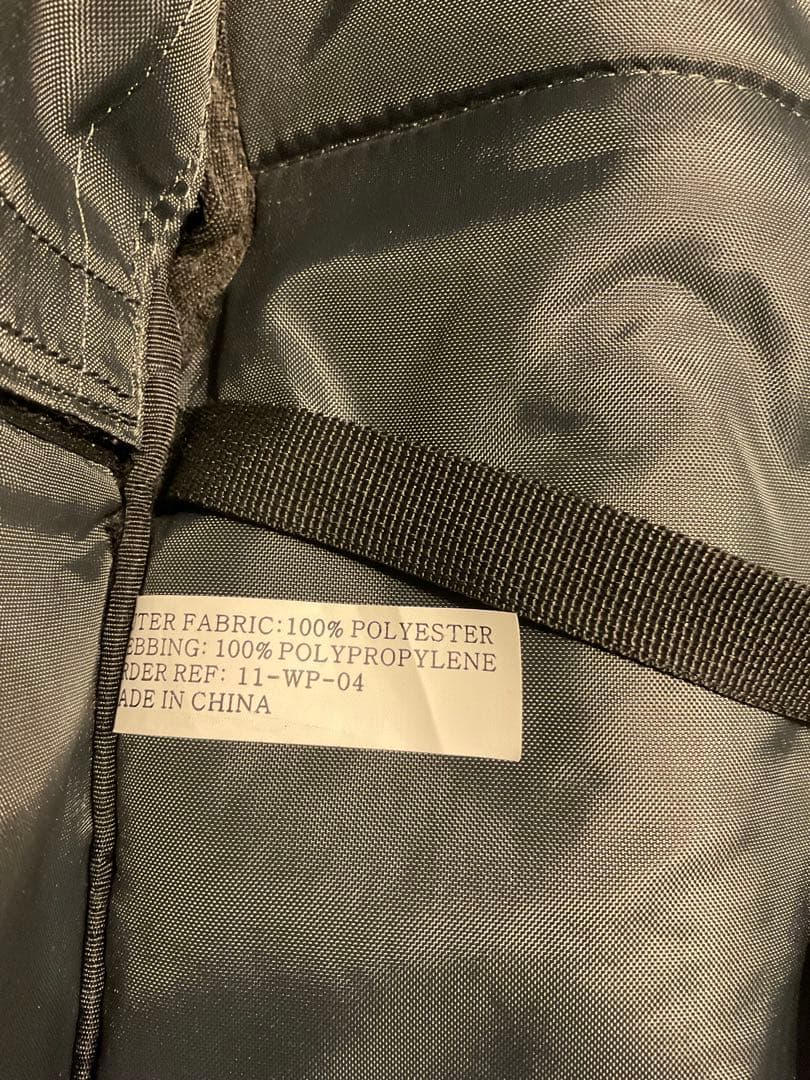 TER FABRIC:100% POLYESTER
EBBING: 100% POLYPROPYLENE
RDER REF: 11-WP-04
ADE IN CHINA